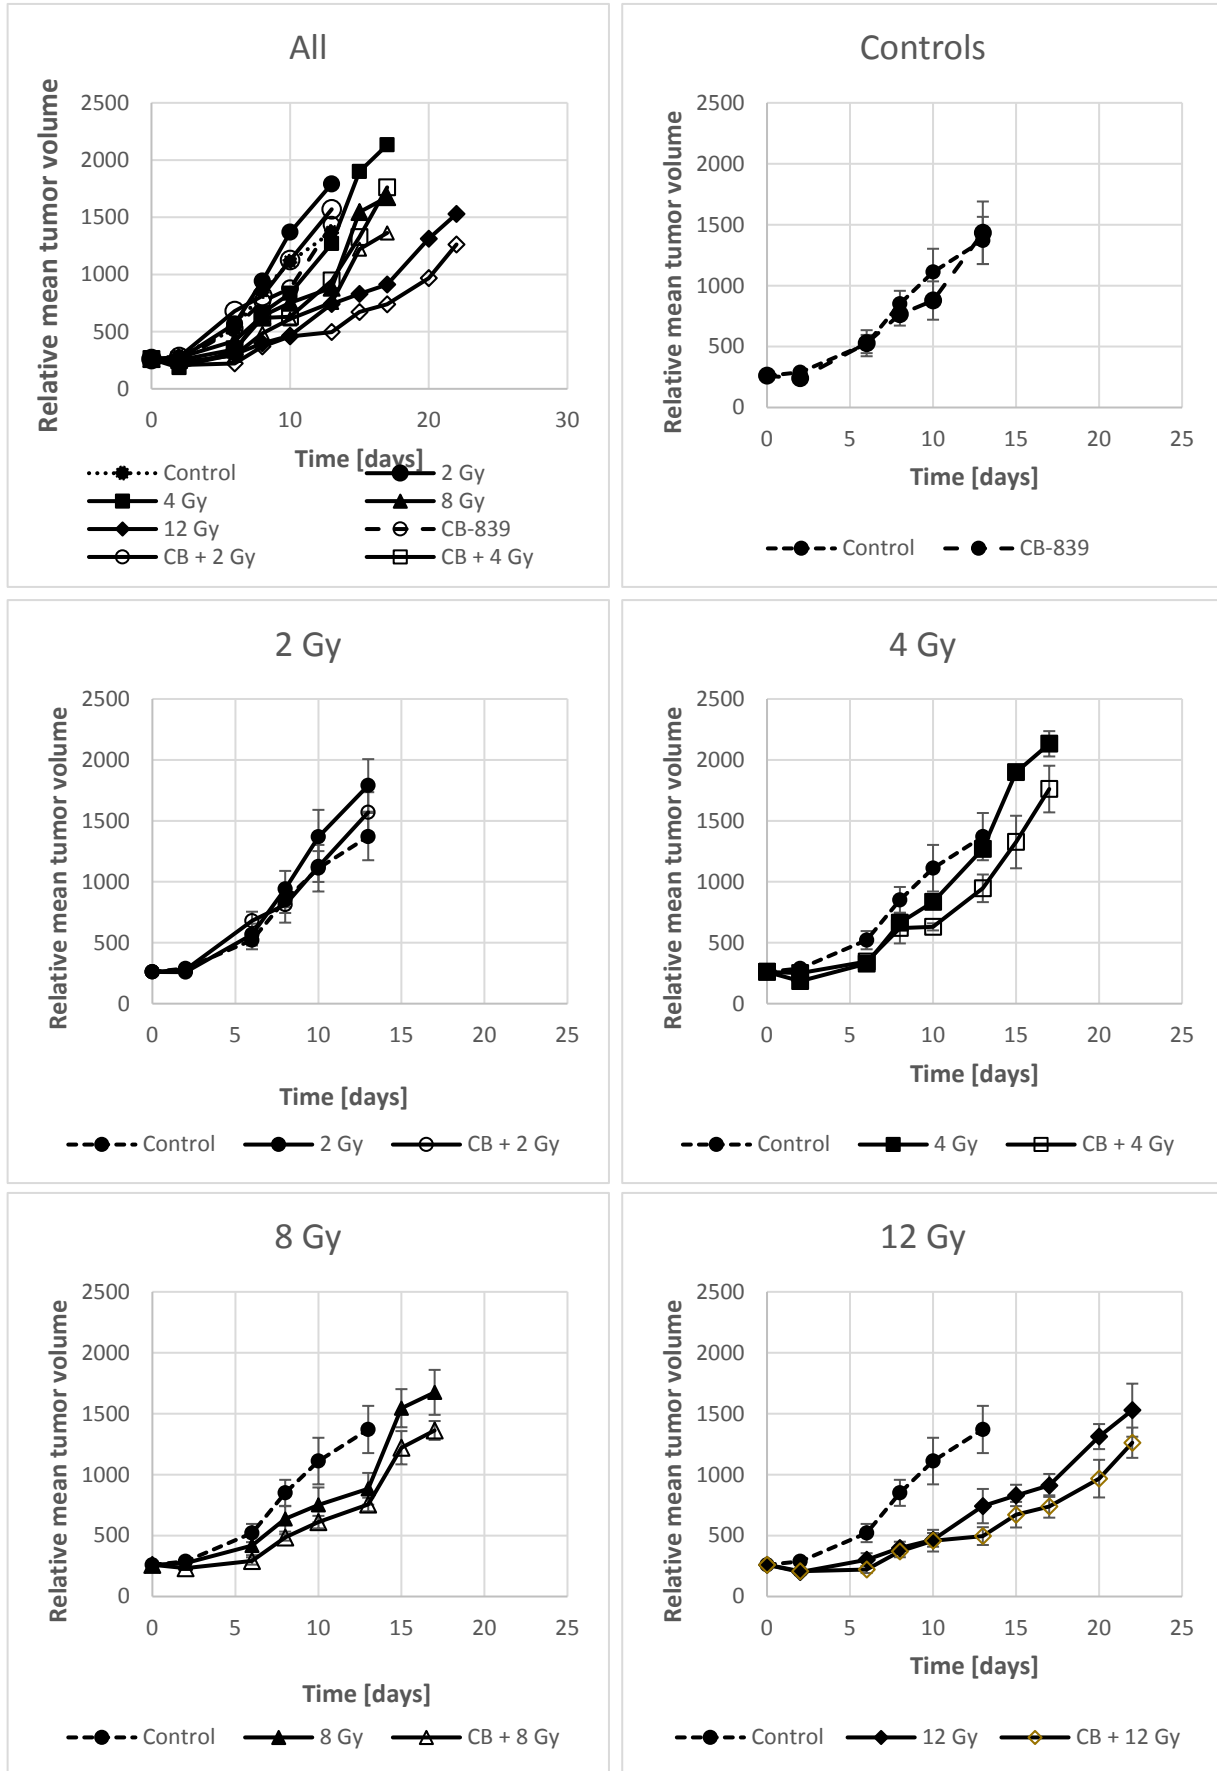 All
Relative mean tumor volume
2500
2000
1500
1000
500
0
0 10 20 30
Time [days]
Control 2 Gy
4 Gy 8 Gy
12 Gy CB-839
CB + 2 Gy CB + 4 Gy
Controls
Relative mean tumor volume
2500
2000
1500
1000
500
0
0 5 10 15 20 25
Time [days]
Control CB-839
2 Gy
Relative mean tumor volume
2500
2000
1500
1000
500
0
0 5 10 15 20 25
Time [days]
Control 2 Gy CB + 2 Gy
4 Gy
Relative mean tumor volume
2500
2000
1500
1000
500
0
0 5 10 15 20 25
Time [days]
Control 4 Gy CB + 4 Gy
8 Gy
Relative mean tumor volume
2500
2000
1500
1000
500
0
0 5 10 15 20 25
Time [days]
Control 8 Gy CB + 8 Gy
12 Gy
Relative mean tumor volume
2500
2000
1500
1000
500
0
0 5 10 15 20 25
Time [days]
Control 12 Gy CB + 12 Gy